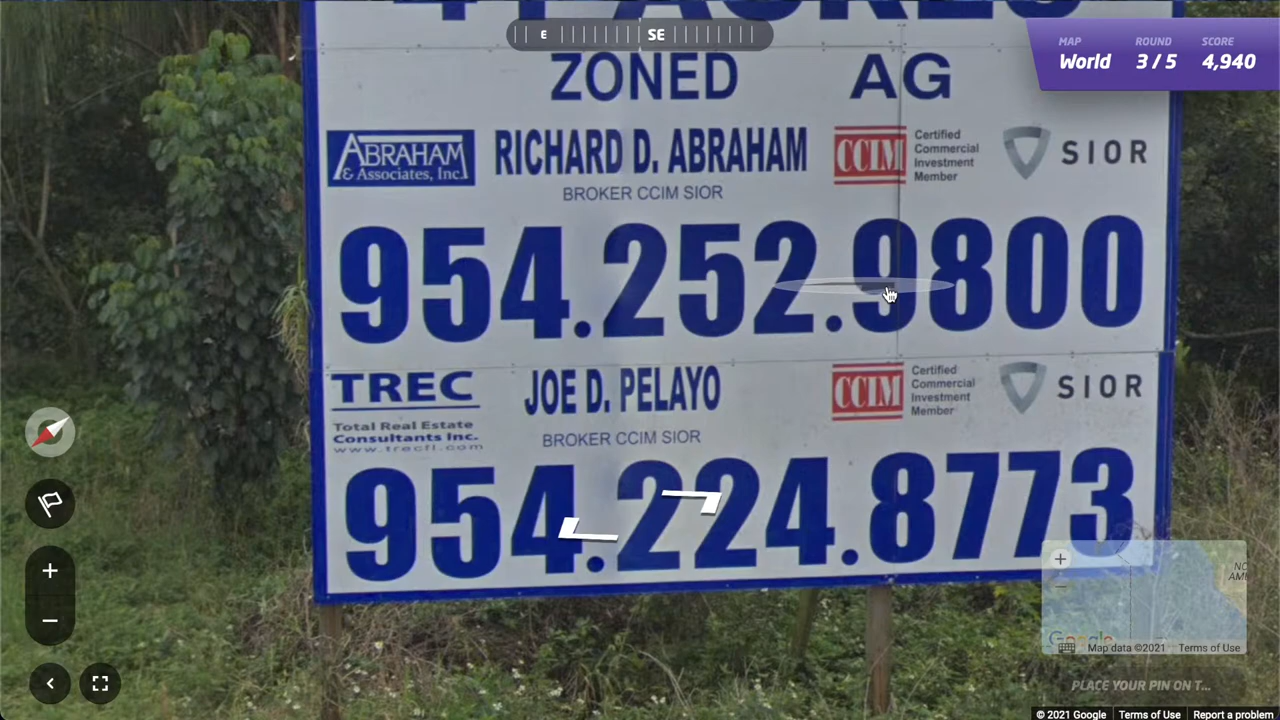 41 ACRES
E SE
MAP ROUND SCORE
World 3 / 5 4,940
ZONED AG
ABRAHAM & Associates, Inc.
RICHARD D. ABRAHAM
BROKER CCIM SIOR
CCIM Certified Commercial Investment Member
SIOR
954.252.9800
TREC
Total Real Estate
Consultants Inc.
www.trecfl.com
JOE D. PELAYO
BROKER CCIM SIOR
CCIM Certified Commercial Investment Member
SIOR
954.224.8773
Google
Map data ©2021 Terms of Use
PLACE YOUR PIN ON T...
© 2021 Google Terms of Use Report a problem